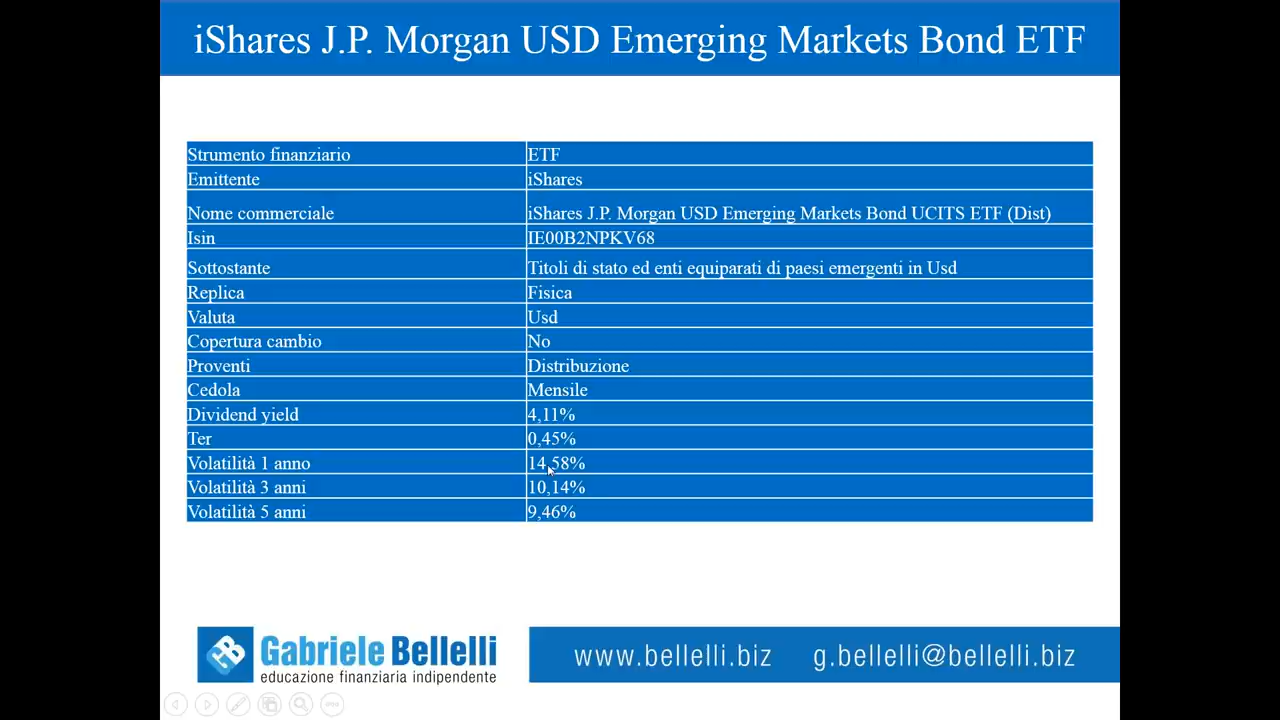 iShares J.P. Morgan USD Emerging Markets Bond ETF
Strumento finanziario ETF
Emittente iShares
Nome commerciale iShares J.P. Morgan USD Emerging Markets Bond UCITS ETF (Dist)
Isin IE00B2NPKV68
Sottostante Titoli di stato ed enti equiparati di paesi emergenti in Usd
Replica Fisica
Valuta Usd
Copertura cambio No
Proventi Distribuzione
Cedola Mensile
Dividend yield 4,11%
Ter 0,45%
Volatilità 1 anno 14,58%
Volatilità 3 anni 10,14%
Volatilità 5 anni 9,46%
Gabriele Bellelli
educazione finanziaria indipendente
www.bellelli.biz g.bellelli@bellelli.biz